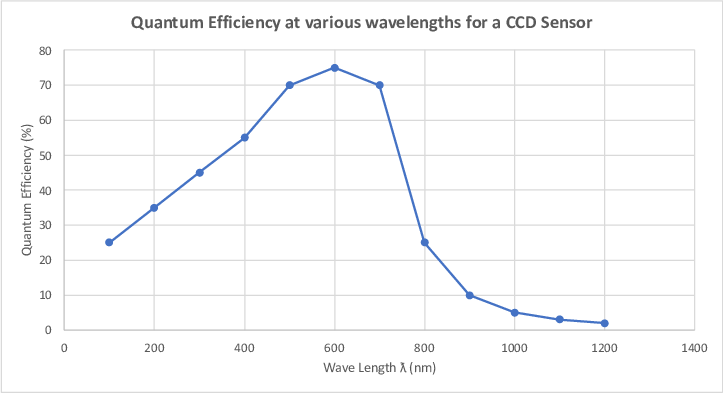 Quantum Efficiency at various wavelengths for a CCD Sensor
Quantum Efficiency (%)
80
70
60
50
40
30
20
10
0
0 200 400 600 800 1000 1200 1400
Wave Length ƛ (nm)